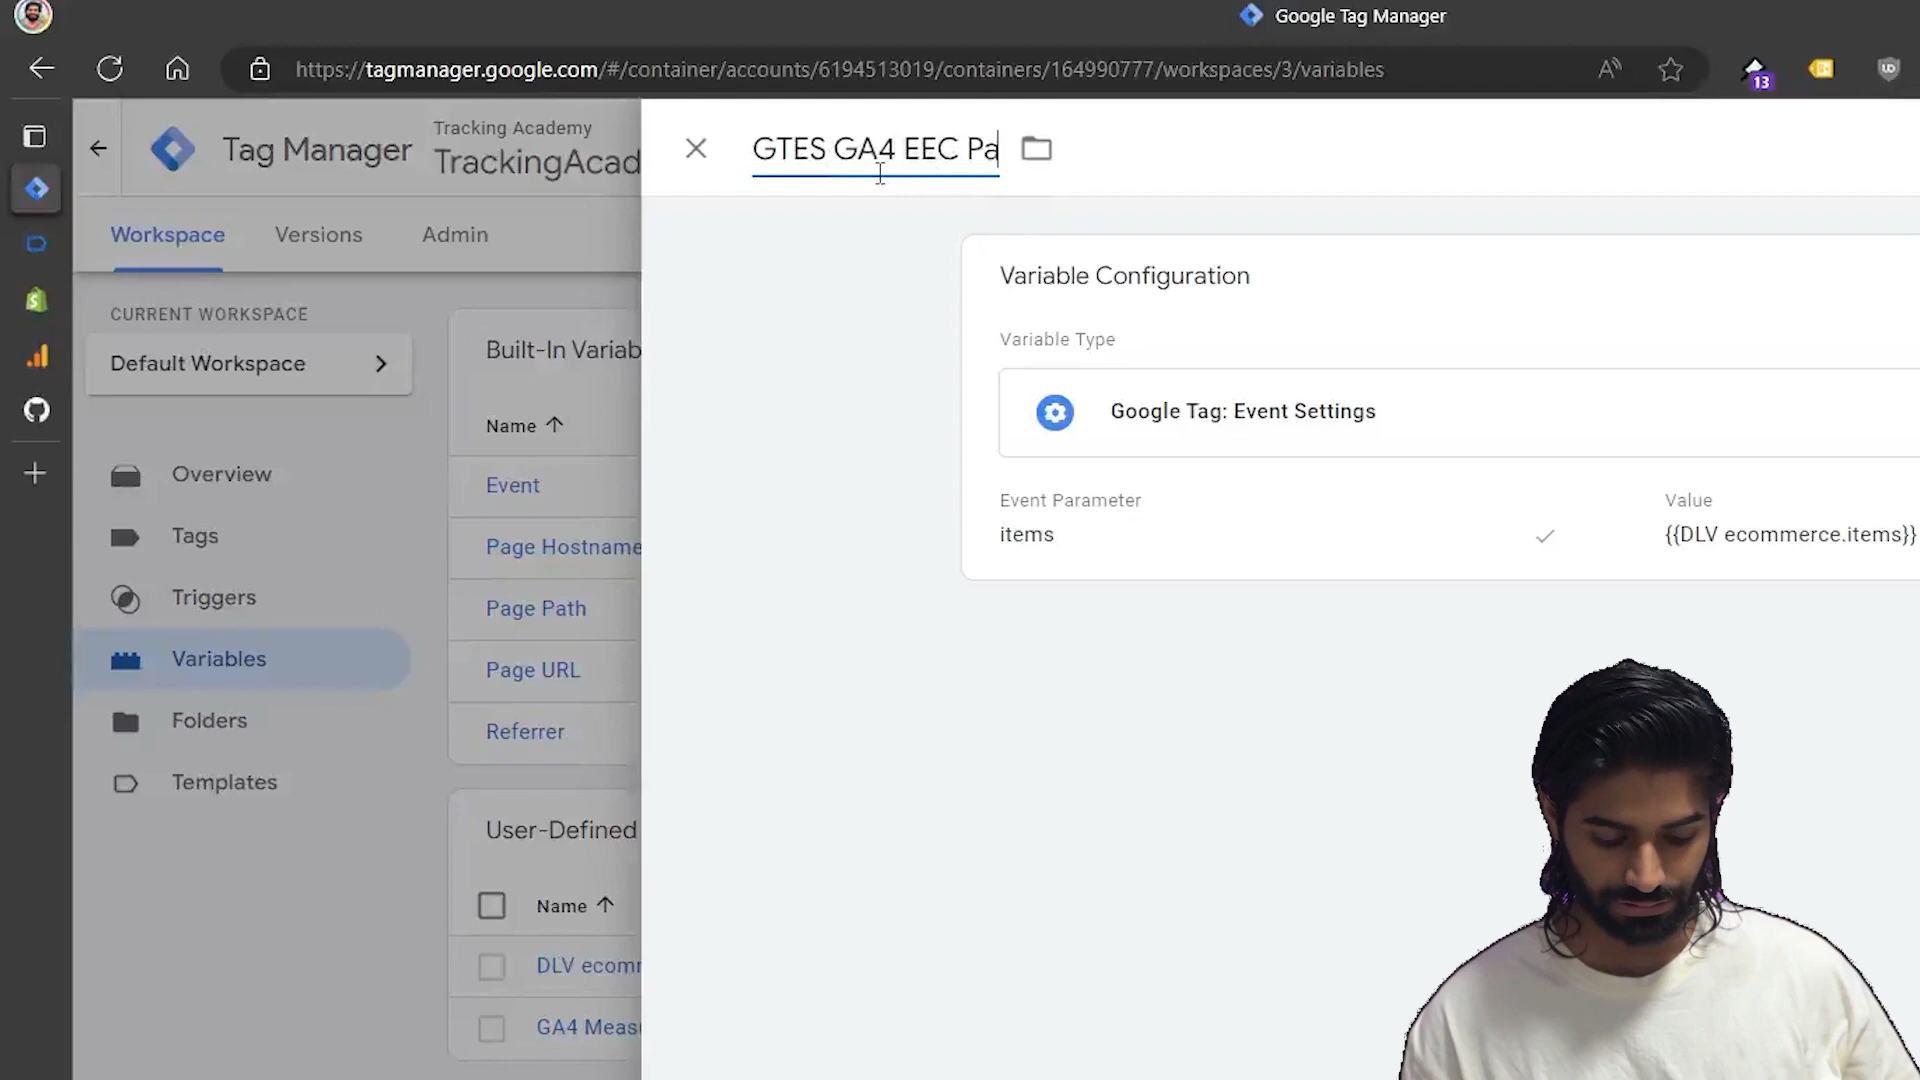 Google Tag Manager
https://tagmanager.google.com/#/container/accounts/6194513019/containers/164990777/workspaces/3/variables
13
Tag Manager
Tracking Academy
TrackingAcad
GTES GA4 EEC Pa
Workspace
Versions
Admin
CURRENT WORKSPACE
Default Workspace
Overview
Tags
Triggers
Variables
Folders
Templates
Built-In Variab
Name
Event
Page Hostname
Page Path
Page URL
Referrer
User-Defined
Name
DLV ecomm
GA4 Measu
Variable Configuration
Variable Type
Google Tag: Event Settings
Event Parameter
Value
items
{{DLV ecommerce.items}}